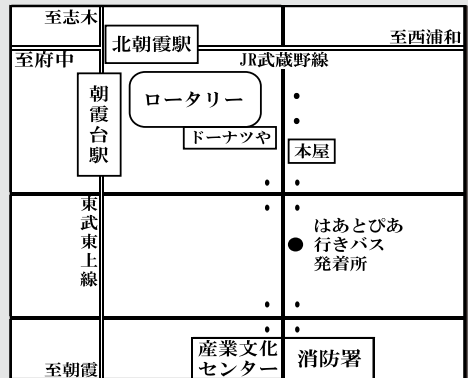 至志木
北朝霞駅
至西浦和
至府中
JR武蔵野線
朝霞台駅
ロータリー
ドーナツや
本屋
東武東上線
はあとぴあ
行きバス
発着所
産業文化
センター
消防署
至朝霞